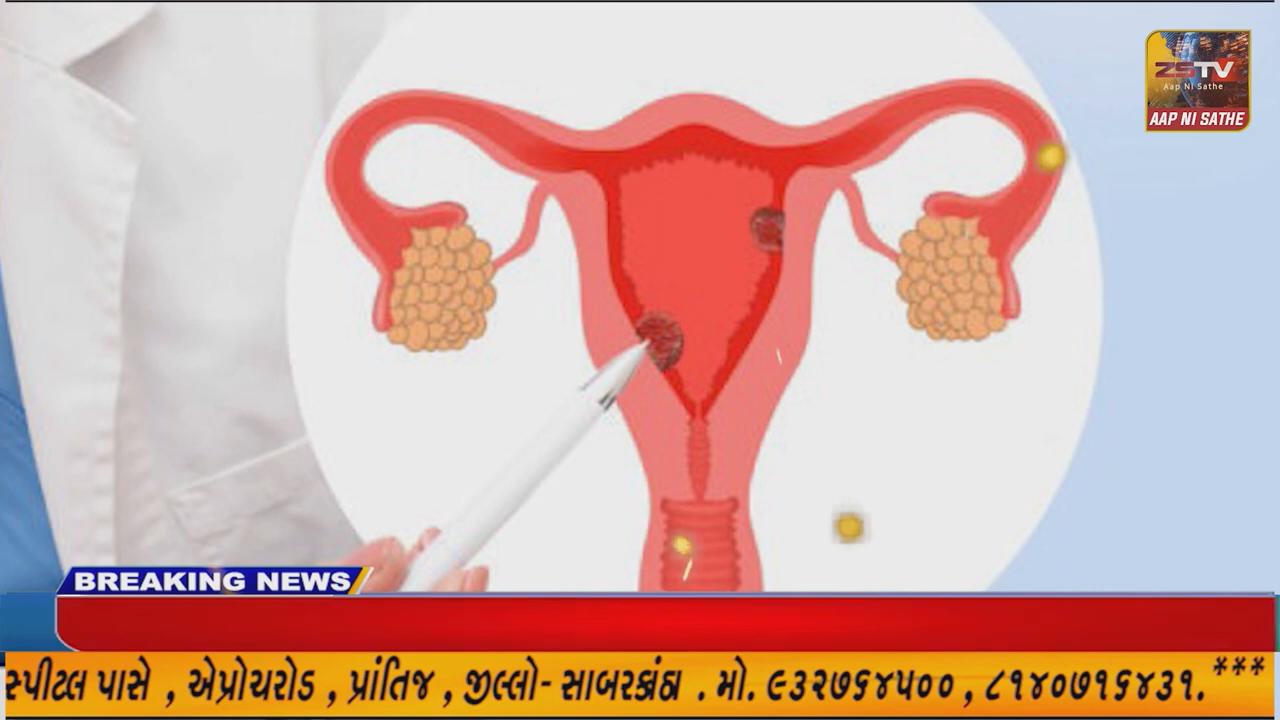 ZSTV
Aap Ni Sathe
AAP NI SATHE
BREAKING NEWS
સ્પીટલ પાસે , એપ્રોચરોડ , પ્રાંતિજ , જીલ્લો- સાબરકાંઠા . મો. ૯૩૨૭૬૪૫૦૦ , ૮૧૪૦૭૧૬૪૩૧.***